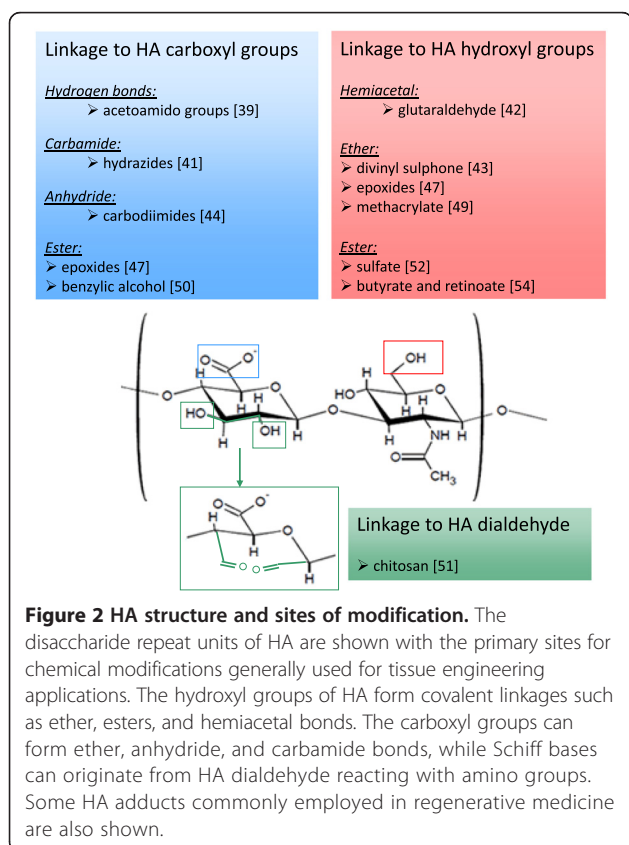 Linkage to HA carboxyl groups
Hydrogen bonds:
➢ acetoamido groups [39]
Carbamide:
➢ hydrazides [41]
Anhydride:
➢ carbodiimides [44]
Ester:
➢ epoxides [47]
➢ benzylic alcohol [50]
Linkage to HA hydroxyl groups
Hemiacetal:
➢ glutaraldehyde [42]
Ether:
➢ divinyl sulphone [43]
➢ epoxides [47]
➢ methacrylate [49]
Ester:
➢ sulfate [52]
➢ butyrate and retinoate [54]
O O-
OH
H O HO H O
HO H H O H O
OH H NH H
H H O
CH3
O O-
H O
H H
O O
Linkage to HA dialdehyde
➢ chitosan [51]
Figure 2 HA structure and sites of modification. The
disaccharide repeat units of HA are shown with the primary sites for
chemical modifications generally used for tissue engineering
applications. The hydroxyl groups of HA form covalent linkages such
as ether, esters, and hemiacetal bonds. The carboxyl groups can
form ether, anhydride, and carbamide bonds, while Schiff bases
can originate from HA dialdehyde reacting with amino groups.
Some HA adducts commonly employed in regenerative medicine
are also shown.